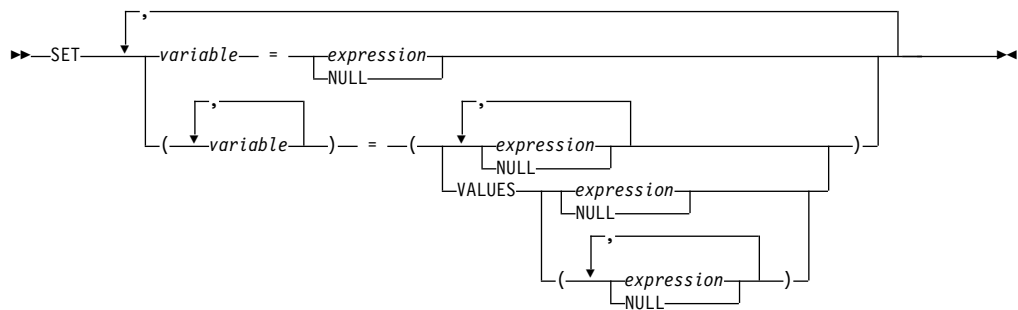 ,
SET variable = expression
NULL
, ,
( variable ) = ( expression )
NULL
VALUES expression
NULL
,
( expression )
NULL